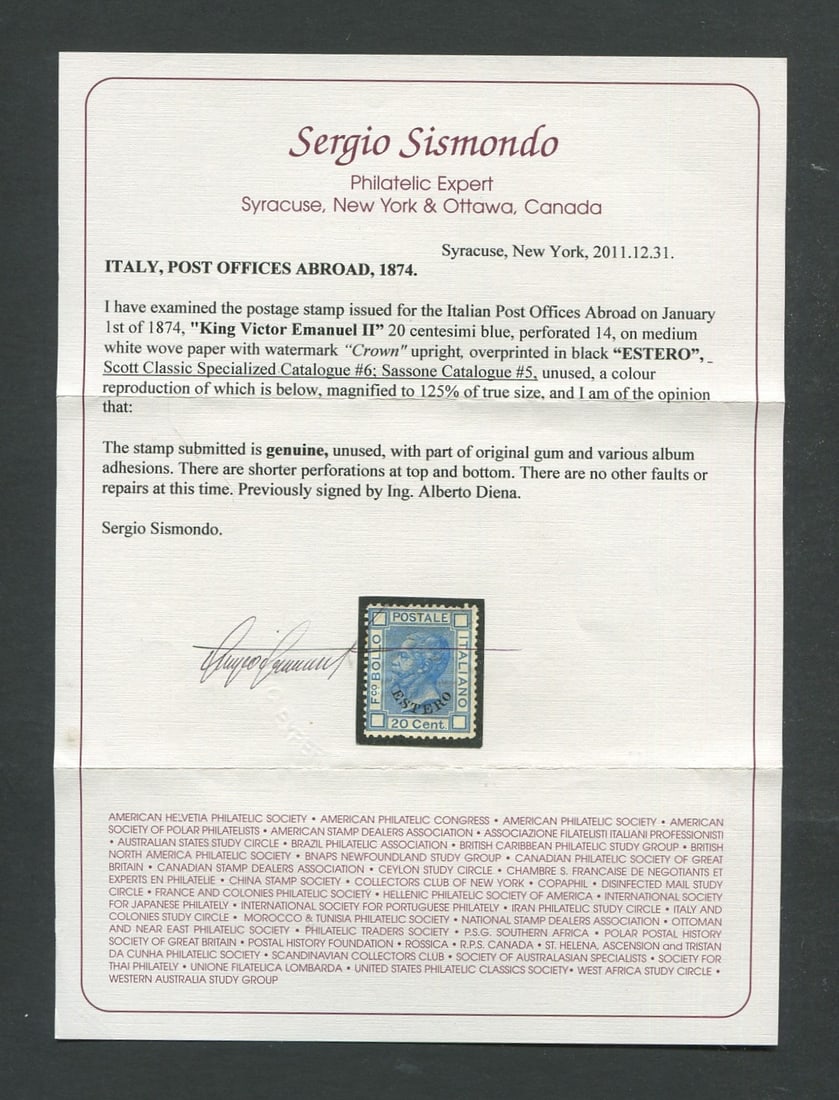 Sergio Sismondo
Philatelic Expert
Syracuse, New York & Ottawa, Canada
Syracuse, New York, 2011.12.31.
ITALY, POST OFFICES ABROAD, 1874.
I have examined the postage stamp issued for the Italian Post Offices Abroad on January
1st of 1874, "King Victor Emanuel II" 20 centesimi blue, perforated 14, on medium
white wove paper with watermark "Crown" upright, overprinted in black “ESTERO”,
Scott Classic Specialized Catalogue #6; Sassone Catalogue #5, unused, a colour
reproduction of which is below, magnified to 125% of true size, and I am of the opinion
that:
The stamp submitted is genuine, unused, with part of original gum and various album
adhesions. There are shorter perforations at top and bottom. There are no other faults or
repairs at this time. Previously signed by Ing. Alberto Diena.
Sergio Sismondo.
POSTALE
Fco BOLLO
ITALIANO
ESTERO
20 Cent.
AMERICAN HELVETIA PHILATELIC SOCIETY • AMERICAN PHILATELIC CONGRESS • AMERICAN PHILATELIC SOCIETY • AMERICAN
SOCIETY OF POLAR PHILATELISTS • AMERICAN STAMP DEALERS ASSOCIATION • ASSOCIAZIONE FILATELISTI ITALIANI PROFESSIONISTI
• AUSTRALIAN STATES STUDY CIRCLE • BRAZIL PHILATELIC ASSOCIATION • BRITISH CARIBBEAN PHILATELIC STUDY GROUP • BRITISH
NORTH AMERICA PHILATELIC SOCIETY • BNAPS NEWFOUNDLAND STUDY GROUP • CANADIAN PHILATELIC SOCIETY OF GREAT
BRITAIN • CANADIAN STAMP DEALERS ASSOCIATION • CEYLON STUDY CIRCLE • CHAMBRE S. FRANCAISE DE NEGOTIANTS ET
EXPERTS EN PHILATELIE • CHINA STAMP SOCIETY • COLLECTORS CLUB OF NEW YORK • COPAPHIL • DISINFECTED MAIL STUDY
CIRCLE • FRANCE AND COLONIES PHILATELIC SOCIETY • HELLENIC PHILATELIC SOCIETY OF AMERICA • INTERNATIONAL SOCIETY
FOR JAPANESE PHILATELY • INTERNATIONAL SOCIETY FOR PORTUGUESE PHILATELY • IRAN PHILATELIC STUDY CIRCLE • ITALY AND
COLONIES STUDY CIRCLE • MOROCCO & TUNISIA PHILATELIC SOCIETY • NATIONAL STAMP DEALERS ASSOCIATION • OTTOMAN
AND NEAR EAST PHILATELIC SOCIETY • PHILATELIC TRADERS SOCIETY • P.S.G. SOUTHERN AFRICA • POLAR POSTAL HISTORY
SOCIETY OF GREAT BRITAIN • POSTAL HISTORY FOUNDATION • ROSSICA • R.P.S. CANADA • ST. HELENA, ASCENSION and TRISTAN
DA CUNHA PHILATELIC SOCIETY • SCANDINAVIAN COLLECTORS CLUB • SOCIETY OF AUSTRALASIAN SPECIALISTS • SOCIETY FOR
THAI PHILATELY • UNIONE FILATELICA LOMBARDA • UNITED STATES PHILATELIC CLASSICS SOCIETY• WEST AFRICA STUDY CIRCLE •
WESTERN AUSTRALIA STUDY GROUP